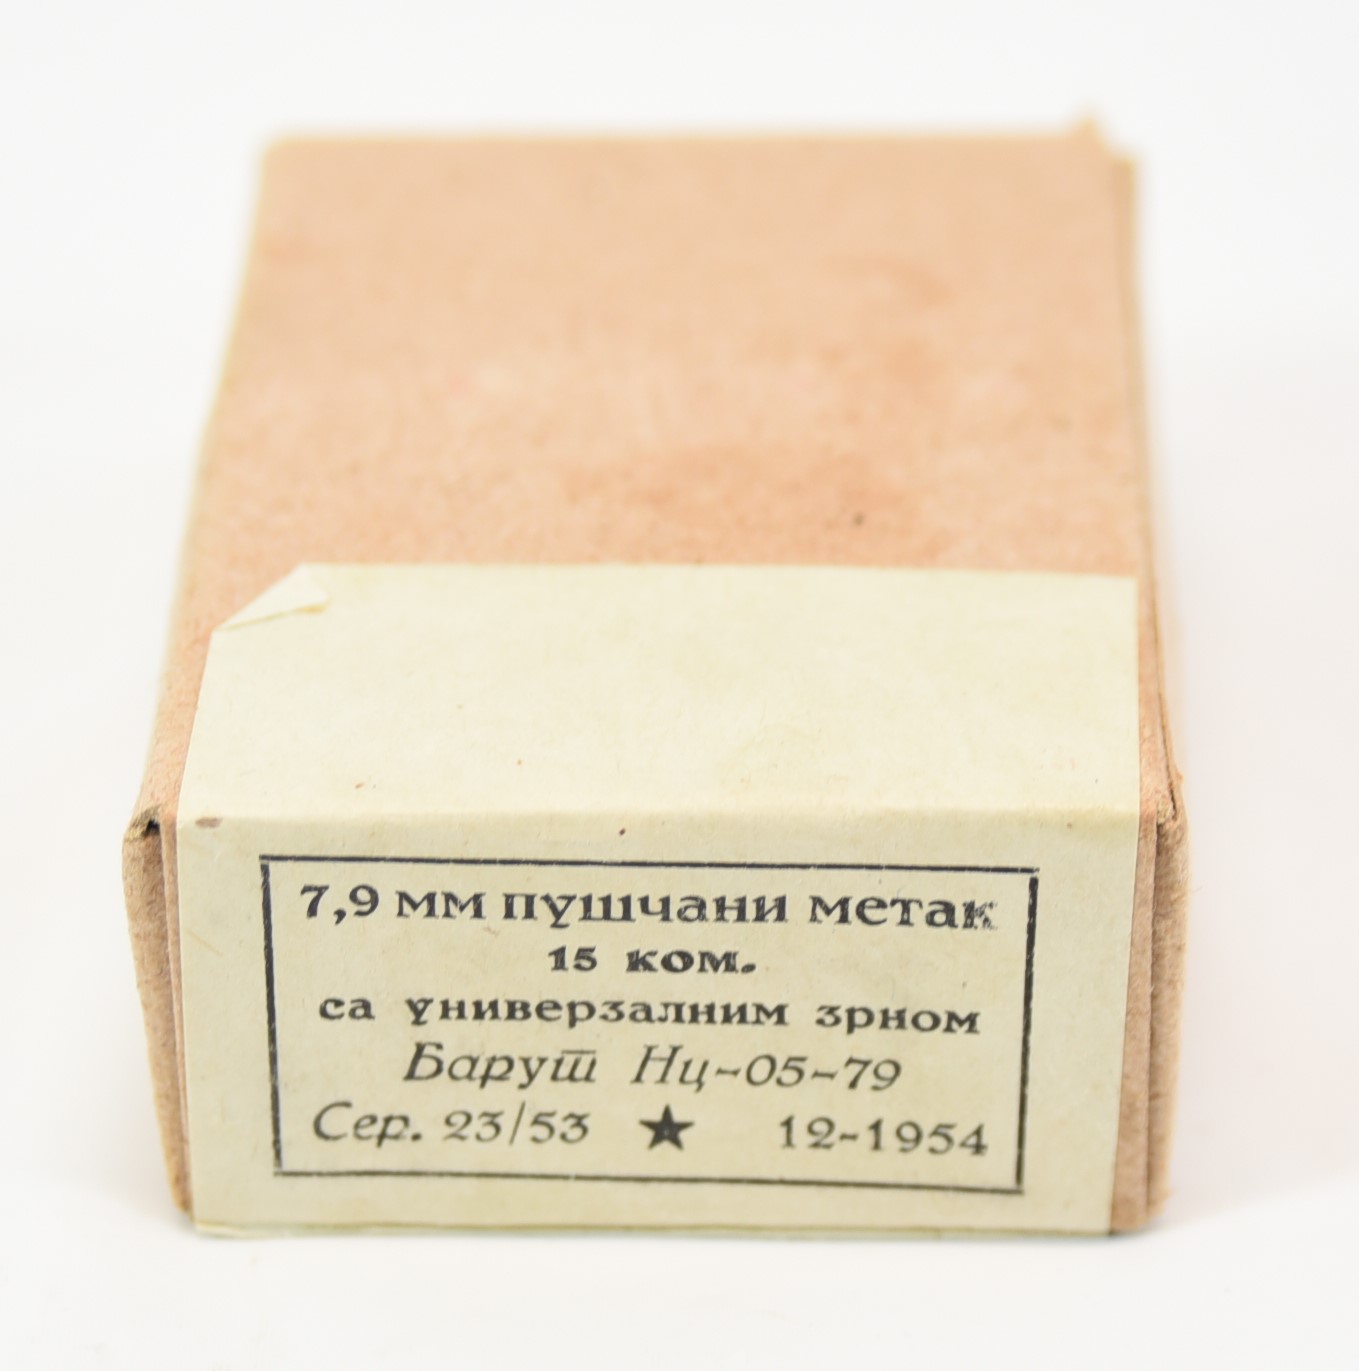 7,9 мм пушчани метак
15 ком.
са универзалним зрном
Барут Нц-05-79
Сер. 23/53 ★ 12-1954